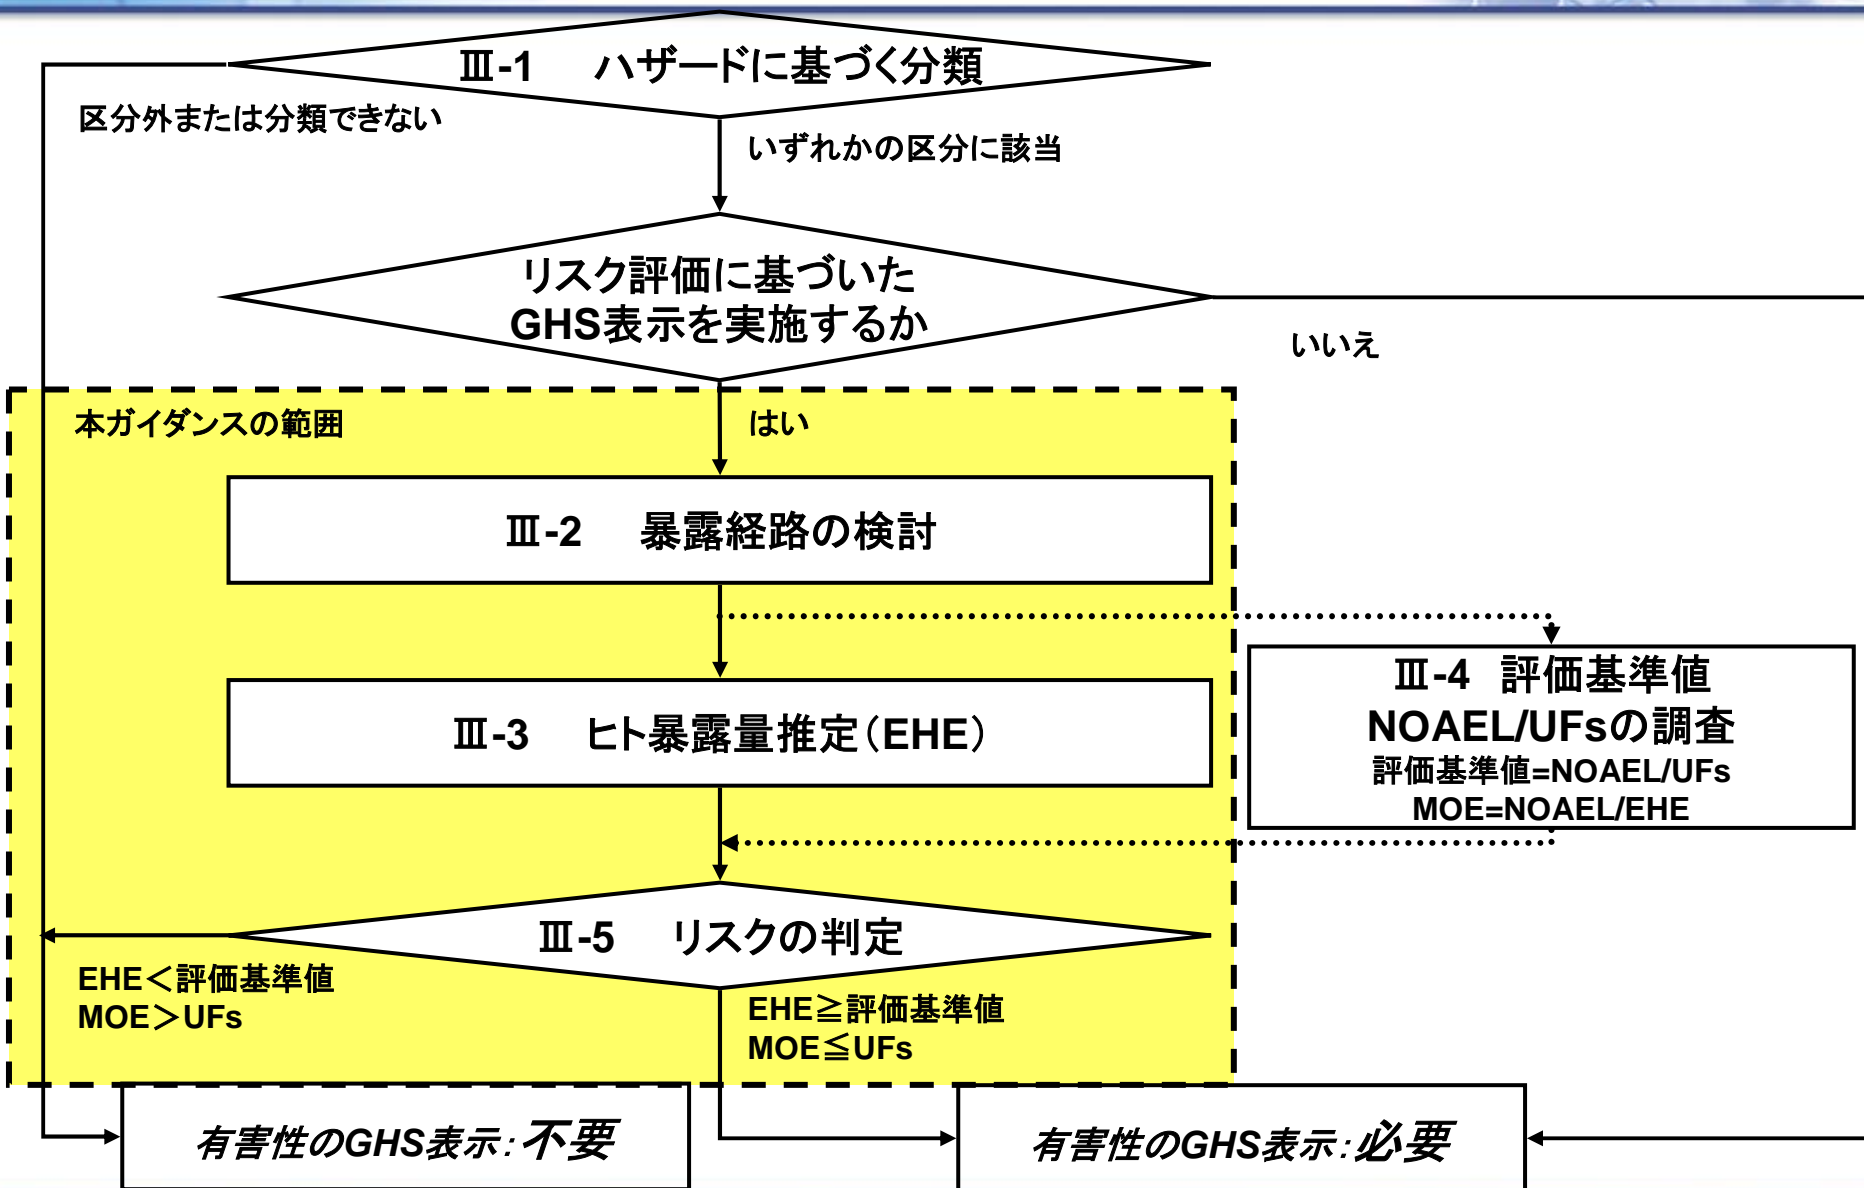 Ⅲ-1　ハザードに基づく分類
区分外または分類できない
いずれかの区分に該当
リスク評価に基づいた
GHS表示を実施するか
いいえ
本ガイダンスの範囲
はい
Ⅲ-2　暴露経路の検討
Ⅲ-3　ヒト暴露量推定（EHE）
Ⅲ-4　評価基準値
NOAEL/UFsの調査
評価基準値=NOAEL/UFs
MOE=NOAEL/EHE
Ⅲ-5　リスクの判定
EHE＜評価基準値
MOE＞UFs
EHE≧評価基準値
MOE≦UFs
有害性のGHS表示：不要
有害性のGHS表示：必要